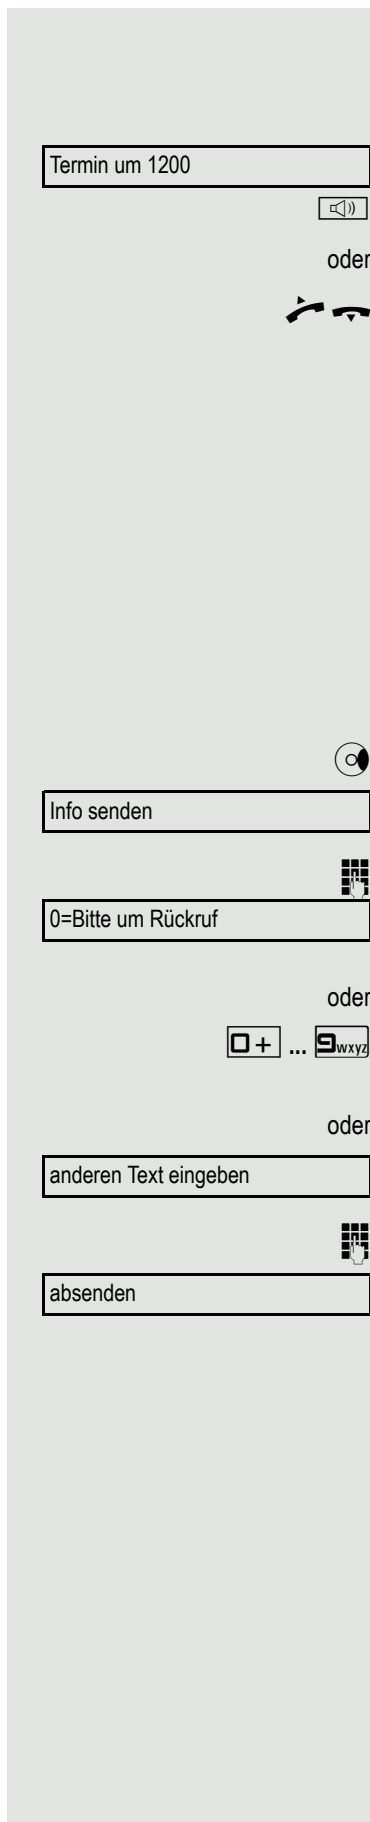 Termin um 1200
oder
Info senden
0=Bitte um Rückruf
oder
0 + ... 9wxyz
oder
anderen Text eingeben
absenden